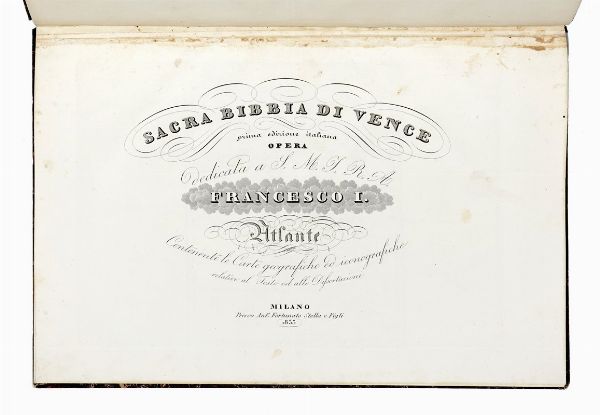 SACRA BIBBIA DI VENCE
prima edizione italiana
OPERA
dedicata a S. M. I. R. A.
FRANCESCO I.
Atlante
Contenente le Carte geografiche ed iconografiche
relative al Testo ed alle Dissertazioni
MILANO
Presso Ant. Fortunato Stella e Figli
1835